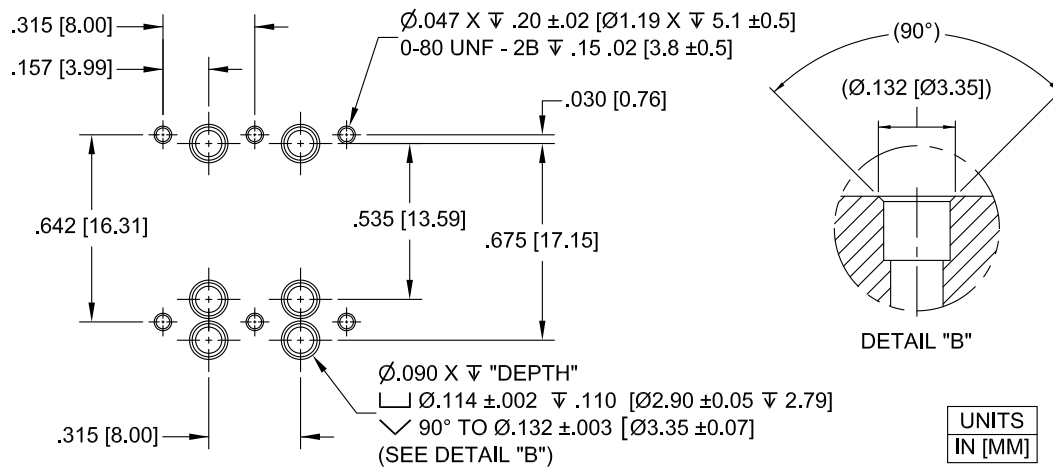 .315 [8.00]
.157 [3.99]
Ø.047 X ↧ .20 ±.02 [Ø1.19 X ↧ 5.1 ±0.5]
0-80 UNF - 2B ↧ .15 .02 [3.8 ±0.5]
.030 [0.76]
.642 [16.31]
.535 [13.59]
.675 [17.15]
Ø.090 X ↧ "DEPTH"
⌴ Ø.114 ±.002 ↧ .110 [Ø2.90 ±0.05 ↧ 2.79]
⌵ 90° TO Ø.132 ±.003 [Ø3.35 ±0.07]
(SEE DETAIL "B")
.315 [8.00]
(90°)
(Ø.132 [Ø3.35])
DETAIL "B"
UNITS
IN [MM]